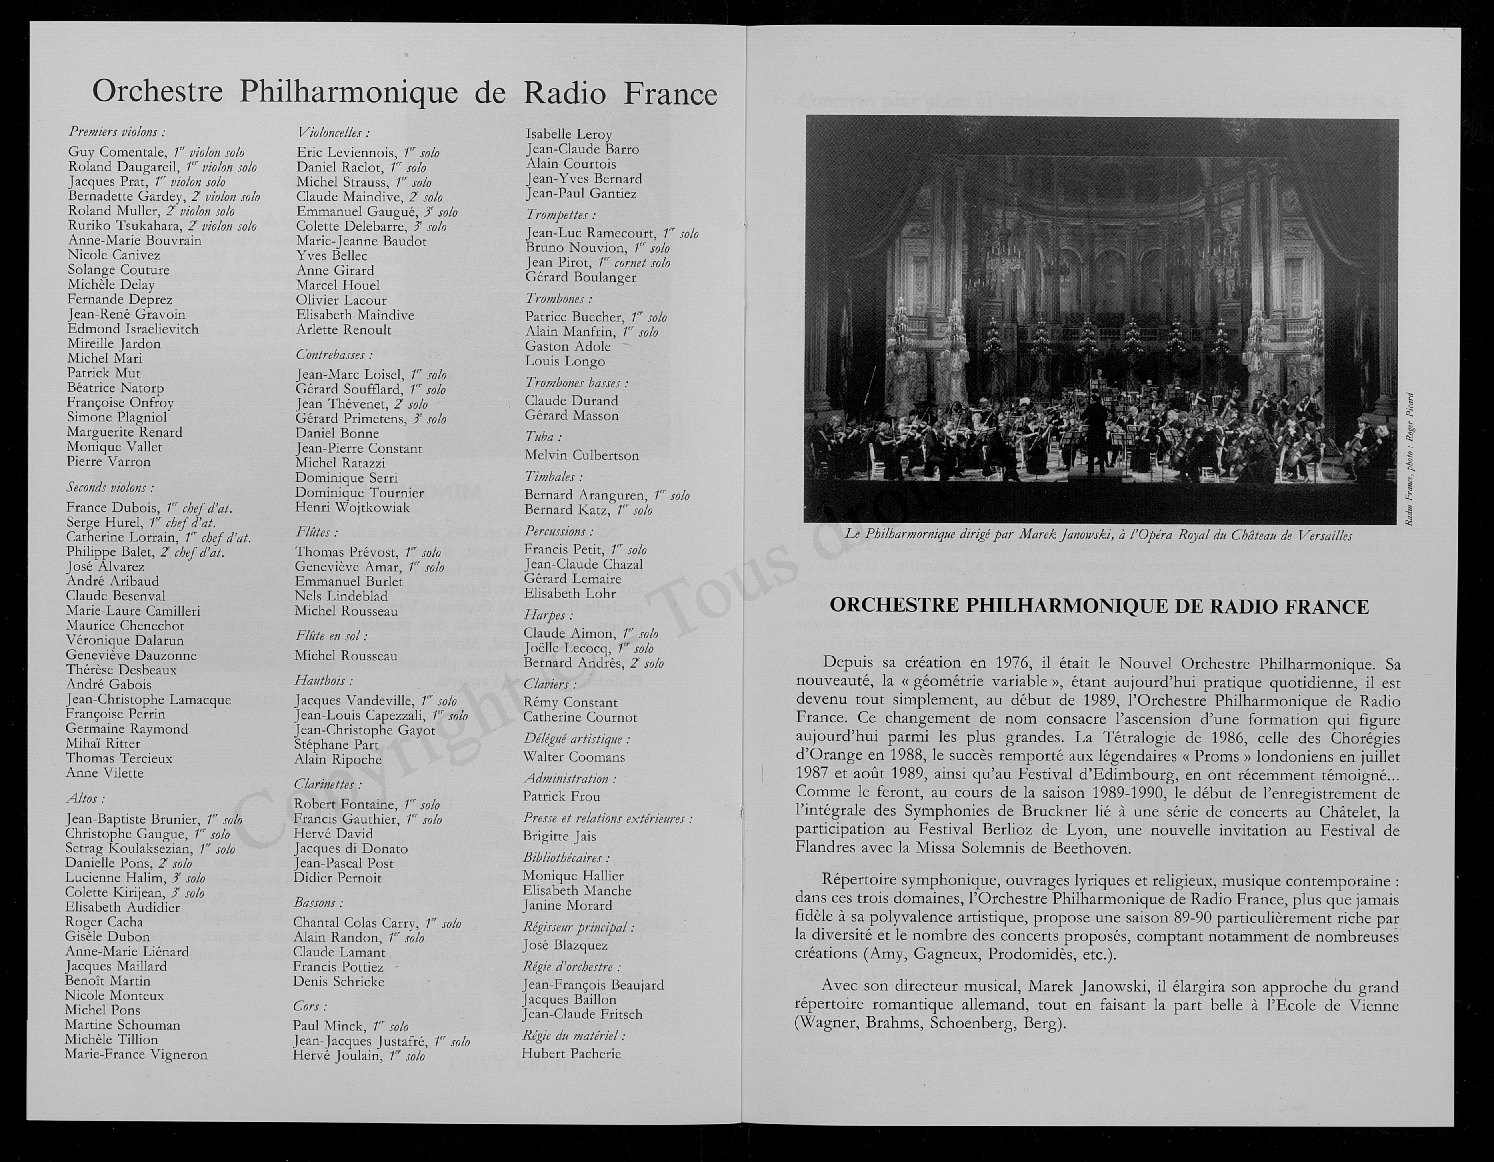 Orchestre Philharmonique de Radio France
Premiers violons :
Guy Comentale, 1er violon solo
Roland Daugareil, 1er violon solo
Jacques Prat, 1er violon solo
Bernadette Gardey, 2e violon solo
Roland Muller, 2e violon solo
Ruriko Tsukahara, 2e violon solo
Anne-Marie Bouvrain
Nicole Canivez
Solange Couture
Michèle Delay
Fernande Deprez
Jean-René Gravoin
Edmond Israelievitch
Mireille Jardon
Michel Mari
Patrick Mut
Béatrice Natorp
Françoise Onfroy
Simone Plagniol
Marguerite Renard
Monique Vallet
Pierre Varron
Seconds violons :
France Dubois, 1er chef d'at.
Serge Hurel, 1er chef d'at.
Catherine Lorrain, 1er chef d'at.
Philippe Balet, 2e chef d'at.
José Alvarez
André Aribaud
Claude Besenval
Marie-Laure Camilleri
Maurice Chenechot
Véronique Dalarun
Geneviève Dauzonne
Thérèse Desbeaux
André Gabois
Jean-Christophe Lamacque
Françoise Perrin
Germaine Raymond
Mihaï Ritter
Thomas Tercieux
Anne Vilette
Altos :
Jean-Baptiste Brunier, 1er solo
Christophe Gaugue, 1er solo
Setrag Koulaksezian, 1er solo
Danielle Pons, 2e solo
Lucienne Halim, 3e solo
Colette Kirijean, 3e solo
Elisabeth Audidier
Roger Cacha
Gisèle Dubon
Anne-Marie Liénard
Jacques Maillard
Benoît Martin
Nicole Monteux
Michel Pons
Martine Schouman
Michèle Tillion
Marie-France Vigneron
Violoncelles :
Eric Leviennois, 1er solo
Daniel Raclot, 1er solo
Michel Strauss, 1er solo
Claude Maindive, 2e solo
Emmanuel Gaugué, 3e solo
Colette Delebarre, 3e solo
Marie-Jeanne Baudot
Yves Bellec
Anne Girard
Marcel Houel
Olivier Lacour
Elisabeth Maindive
Arlette Renoult
Contrebasses :
Jean-Marc Loisel, 1er solo
Gérard Soufflard, 1er solo
Jean Thévenet, 2e solo
Gérard Primetens, 3e solo
Daniel Bonne
Jean-Pierre Constant
Michel Ratazzi
Dominique Serri
Dominique Tournier
Henri Wojtkowiak
Flûtes :
Thomas Prévost, 1er solo
Geneviève Amar, 1er solo
Emmanuel Burlet
Nels Lindeblad
Michel Rousseau
Flûte en sol :
Michel Rousseau
Hautbois :
Jacques Vandeville, 1er solo
Jean-Louis Capezzali, 1er solo
Jean-Christophe Gayot
Stéphane Part
Alain Ripoche
Clarinettes :
Robert Fontaine, 1er solo
Francis Gauthier, 1er solo
Hervé David
Jacques di Donato
Jean-Pascal Post
Didier Pernoit
Bassons :
Chantal Colas Carry, 1er solo
Alain Randon, 1er solo
Claude Lamant
Francis Pottiez
Denis Schricke
Cors :
Paul Minck, 1er solo
Jean-Jacques Justafré, 1er solo
Hervé Joulain, 1er solo
Isabelle Leroy
Jean-Claude Barro
Alain Courtois
Jean-Yves Bernard
Jean-Paul Gantiez
Trompettes :
Jean-Luc Ramecourt, 1er solo
Bruno Nouvion, 1er solo
Jean Pirot, 1er cornet solo
Gérard Boulanger
Trombones :
Patrice Buecher, 1er solo
Alain Manfrin, 1er solo
Gaston Adole
Louis Longo
Trombones basses :
Claude Durand
Gérard Masson
Tuba :
Melvin Culbertson
Timbales :
Bernard Aranguren, 1er solo
Bernard Katz, 1er solo
Percussions :
Francis Petit, 1er solo
Jean-Claude Chazal
Gérard Lemaire
Elisabeth Lohr
Harpes :
Claude Aimon, 1er solo
Joëlle Lecocq, 1er solo
Bernard Andrès, 2e solo
Claviers :
Rémy Constant
Catherine Cournot
Délégué artistique :
Walter Coomans
Administration :
Patrick Frou
Presse et relations extérieures :
Brigitte Jais
Bibliothécaires :
Monique Hallier
Elisabeth Manche
Janine Morard
Régisseur principal :
José Blazquez
Régie d'orchestre :
Jean-François Beaujard
Jacques Baillon
Jean-Claude Fritsch
Régie du matériel :
Hubert Pacherie
Copyright © - Tous droi
Radio France, photo : Roger Picard
Le Philharmornique dirigé par Marek Janowski, à l'Opéra Royal du Château de Versailles
ORCHESTRE PHILHARMONIQUE DE RADIO FRANCE
Depuis sa création en 1976, il était le Nouvel Orchestre Philharmonique. Sa
nouveauté, la « géométrie variable », étant aujourd'hui pratique quotidienne, il est
devenu tout simplement, au début de 1989, l'Orchestre Philharmonique de Radio
France. Ce changement de nom consacre l'ascension d'une formation qui figure
aujourd'hui parmi les plus grandes. La Tétralogie de 1986, celle des Chorégies
d'Orange en 1988, le succès remporté aux légendaires « Proms » londoniens en juillet
1987 et août 1989, ainsi qu'au Festival d'Edimbourg, en ont récemment témoigné...
Comme le feront, au cours de la saison 1989-1990, le début de l'enregistrement de
l'intégrale des Symphonies de Bruckner lié à une série de concerts au Châtelet, la
participation au Festival Berlioz de Lyon, une nouvelle invitation au Festival de
Flandres avec la Missa Solemnis de Beethoven.
Répertoire symphonique, ouvrages lyriques et religieux, musique contemporaine :
dans ces trois domaines, l'Orchestre Philharmonique de Radio France, plus que jamais
fidèle à sa polyvalence artistique, propose une saison 89-90 particulièrement riche par
la diversité et le nombre des concerts proposés, comptant notamment de nombreuses
créations (Amy, Gagneux, Prodomidès, etc.).
Avec son directeur musical, Marek Janowski, il élargira son approche du grand
répertoire romantique allemand, tout en faisant la part belle à l'Ecole de Vienne
(Wagner, Brahms, Schoenberg, Berg).